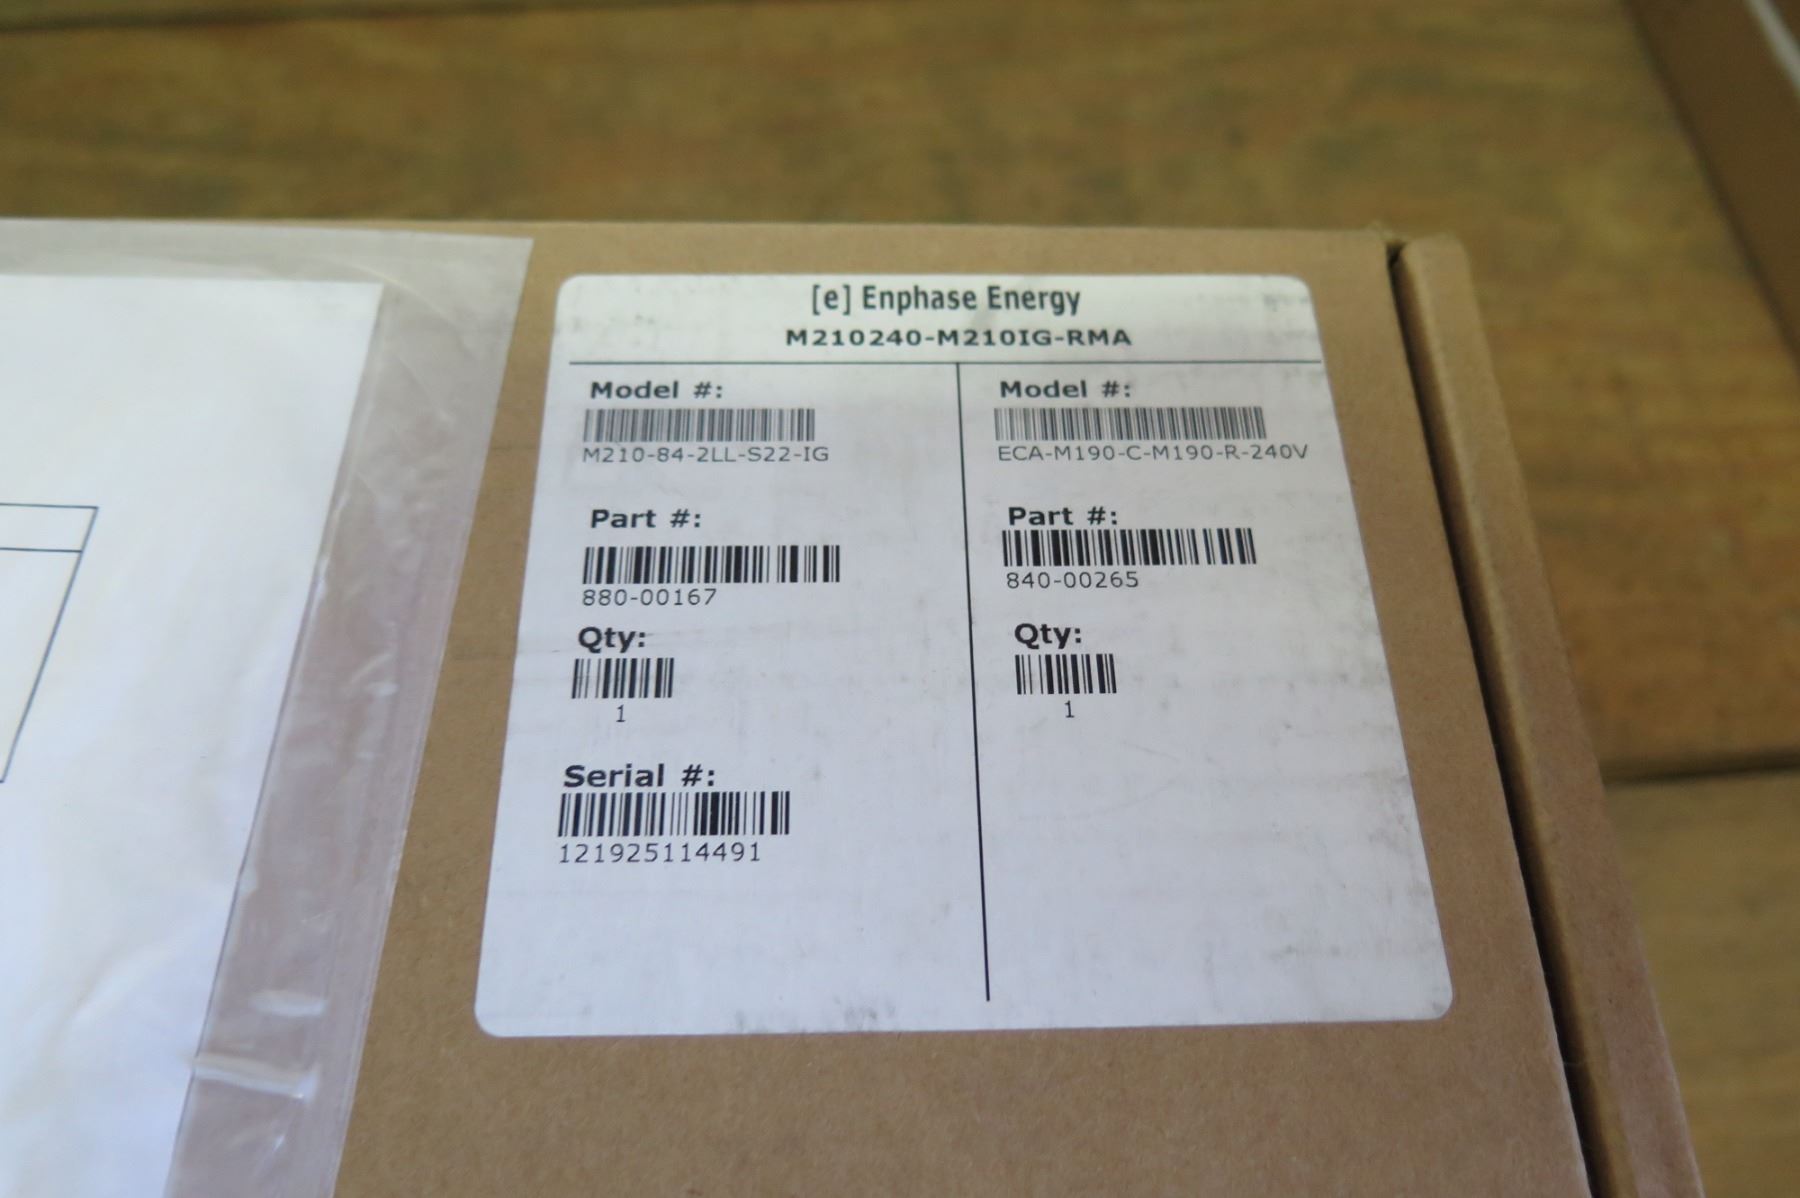 [e] Enphase Energy
M210240-M210IG-RMA
Model #:
M210-84-2LL-S22-IG
Part #:
880-00167
Qty:
1
Serial #:
121925114491
Model #:
ECA-M190-C-M190-R-240V
Part #:
840-00265
Qty:
1